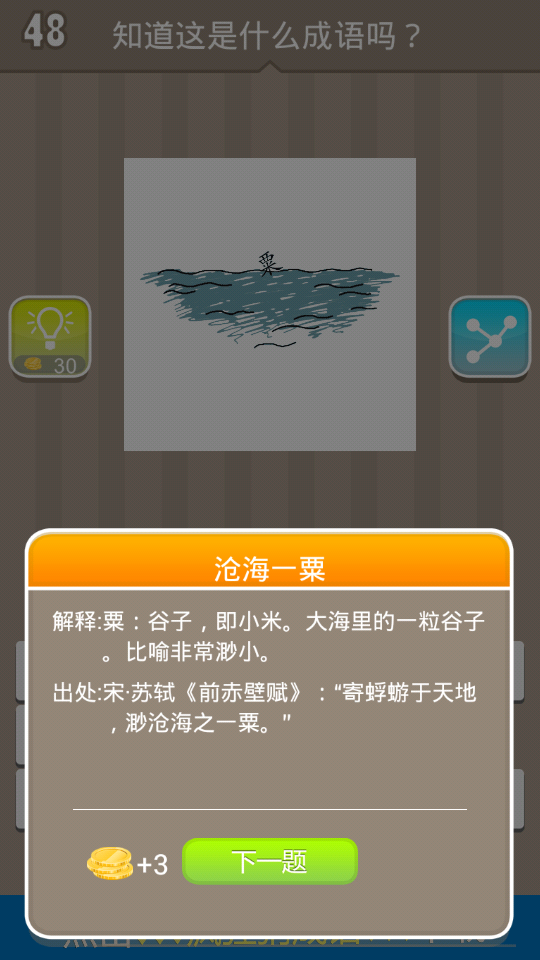 48
知道这是什么成语吗？
粟
30
沧海一粟
解释:粟：谷子，即小米。大海里的一粒谷子
。比喻非常渺小。
出处:宋·苏轼《前赤壁赋》：“寄蜉蝣于天地
，渺沧海之一粟。”
+3
下一题